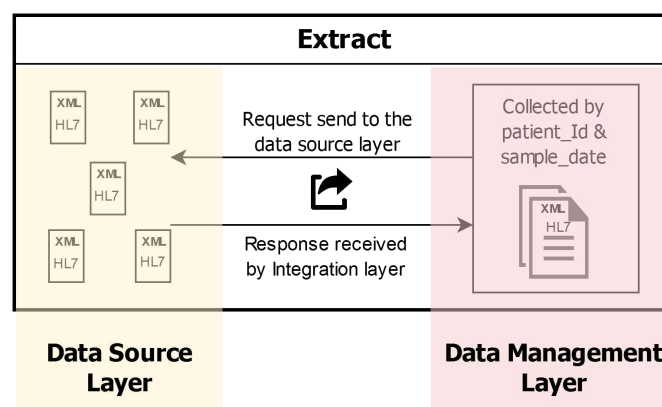 Extract
XML
HL7
XML
HL7
XML
HL7
XML
HL7
XML
HL7
Request send to the
data source layer
Response received
by Integration layer
Collected by
patient_Id &
sample_date
XML
HL7
Data Source
Layer
Data Management
Layer